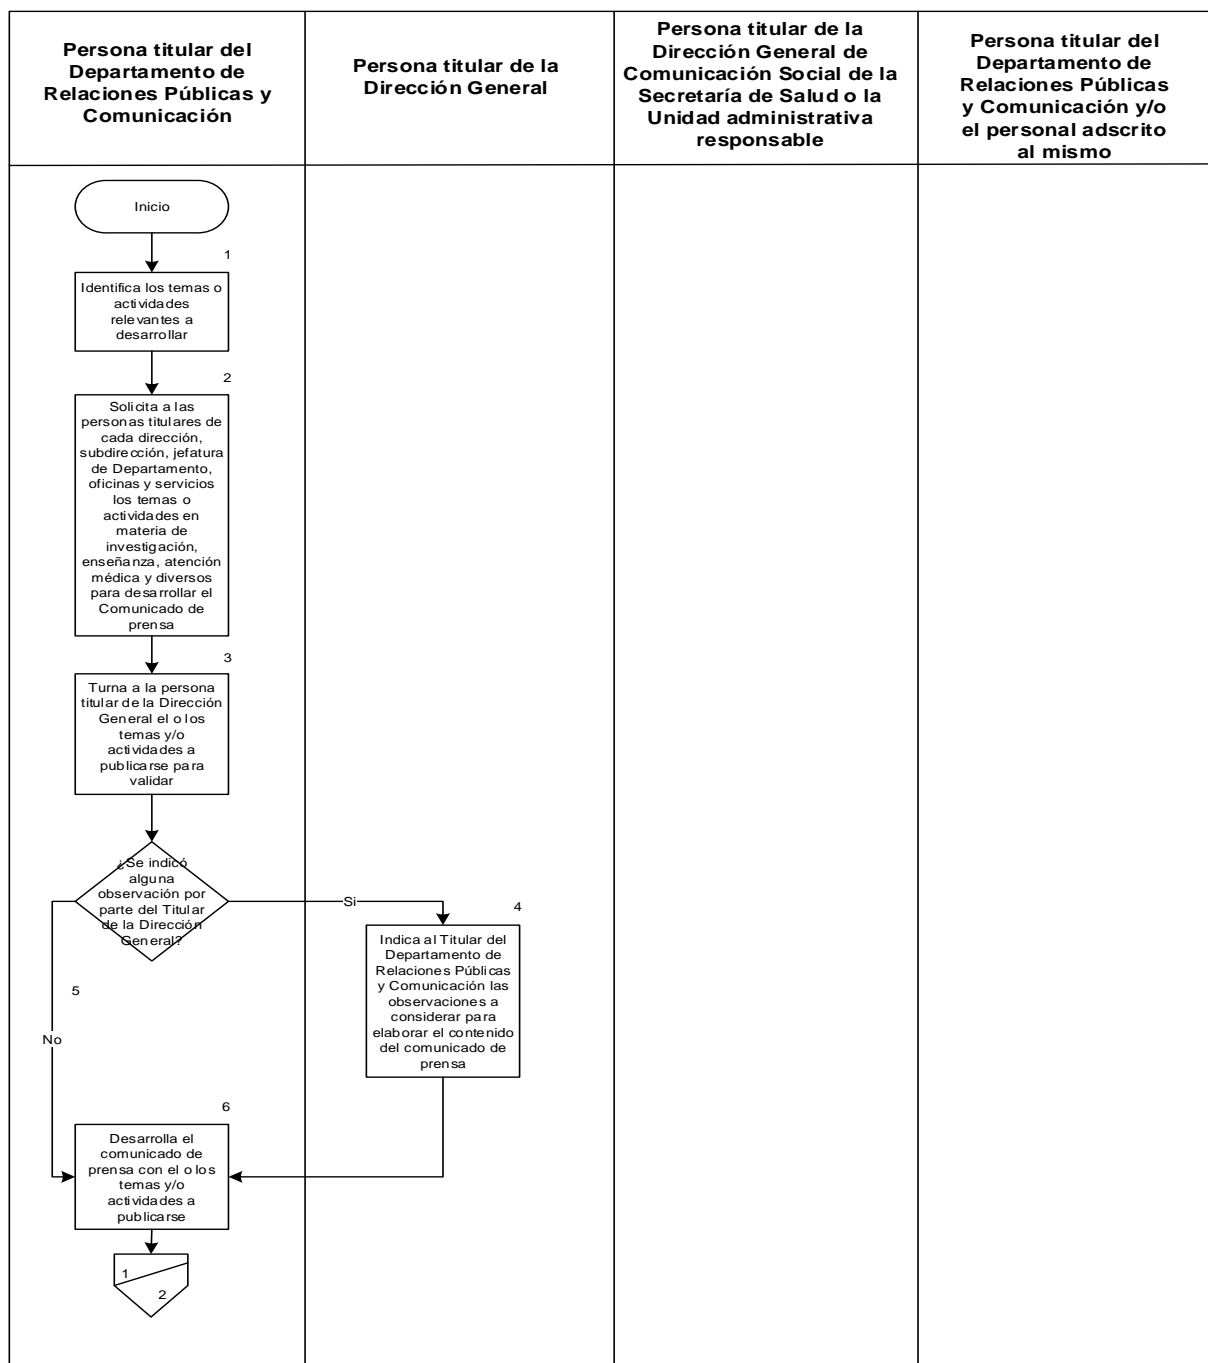 Persona titular del
Departamento de
Relaciones Públicas y
Comunicación
Persona titular de la
Dirección General
Persona titular de la
Dirección General de
Comunicación Social de la
Secretaría de Salud o la
Unidad administrativa
responsable
Persona titular del
Departamento de
Relaciones Públicas
y Comunicación y/o
el personal adscrito
al mismo
Inicio
1
Identifica los temas o
actividades
relevantes a
desarrollar
2
Solicita a las
personas titulares de
cada dirección,
subdirección, jefatura
de Departamento,
oficinas y servicios
los temas o
actividades en
materia de
investigación,
enseñanza, atención
médica y diversos
para desarrollar el
Comunicado de
prensa
3
Turna a la persona
titular de la Dirección
General el o los
temas y/o
actividades a
publicarse para
validar
¿Se indicó
alguna
observación por
parte del Titular
de la Dirección
General?
Si
4
Indica al Titular del
Departamento de
Relaciones Públicas
y Comunicación las
observaciones a
considerar para
elaborar el contenido
del comunicado de
prensa
5
No
6
Desarrolla el
comunicado de
prensa con el o los
temas y/o
actividades a
publicarse
1
2